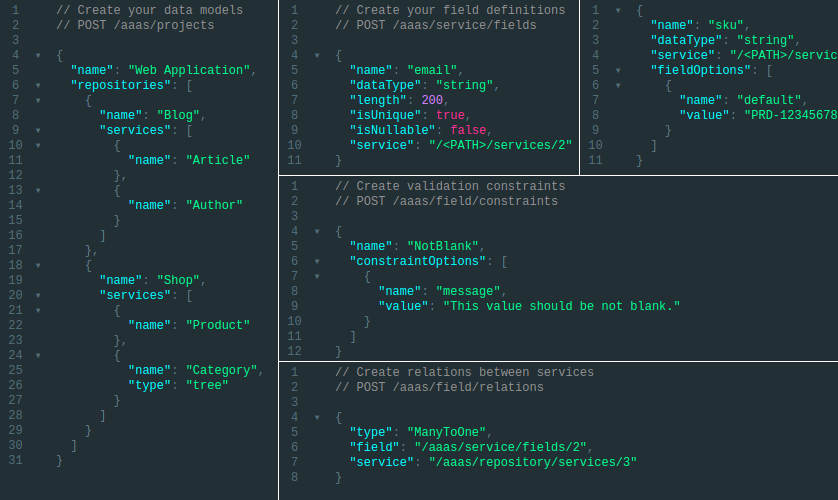 1 // Create your data models
2 // POST /aaas/projects
3
4 {
5 "name": "Web Application",
6 "repositories": [
7 {
8 "name": "Blog",
9 "services": [
10 {
11 "name": "Article"
12 },
13 {
14 "name": "Author"
15 }
16 ]
17 },
18 {
19 "name": "Shop",
20 "services": [
21 {
22 "name": "Product"
23 },
24 {
25 "name": "Category",
26 "type": "tree"
27 }
28 ]
29 }
30 ]
31 }
1 // Create your field definitions
2 // POST /aaas/service/fields
3
4 {
5 "name": "email",
6 "dataType": "string",
7 "length": 200,
8 "isUnique": true,
9 "isNullable": false,
10 "service": "/<PATH>/services/2"
11 }
1 {
2 "name": "sku",
3 "dataType": "string",
4 "service": "/<PATH>/servic
5 "fieldOptions": [
6 {
7 "name": "default",
8 "value": "PRD-12345678
9 }
10 ]
11 }
1 // Create validation constraints
2 // POST /aaas/field/constraints
3
4 {
5 "name": "NotBlank",
6 "constraintOptions": [
7 {
8 "name": "message",
9 "value": "This value should be not blank."
10 }
11 ]
12 }
1 // Create relations between services
2 // POST /aaas/field/relations
3
4 {
5 "type": "ManyToOne",
6 "field": "/aaas/service/fields/2",
7 "service": "/aaas/repository/services/3"
8 }